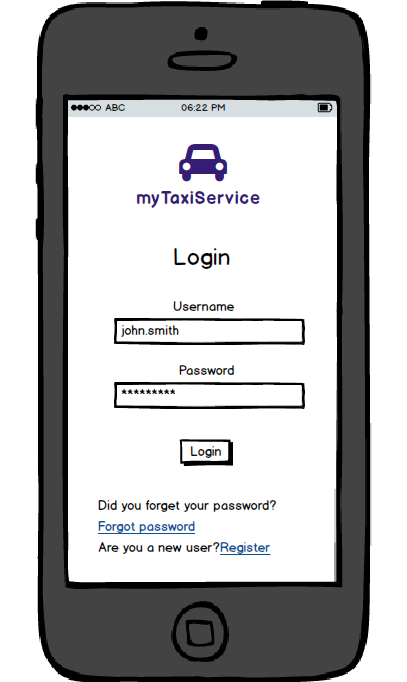 ABC 06:22 PM
myTaxiService
Login
Username
john.smith
Password
*********
Login
Did you forget your password?
Forgot password
Are you a new user?Register